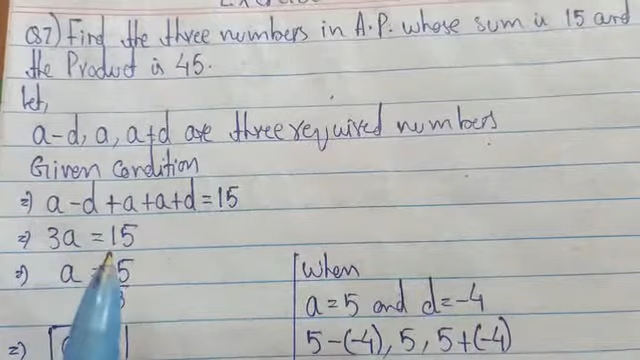 Q7) Find the three numbers in A.P. whose sum is 15 and
the Product is 45.
let,
a-d, a, a+d are three required numbers
Given Condition
=) a-d+a+a+d=15
=) 3a = 15
=) a = 15
When
a=5 and d=-4
5-(-4), 5, 5+(-4)
=)